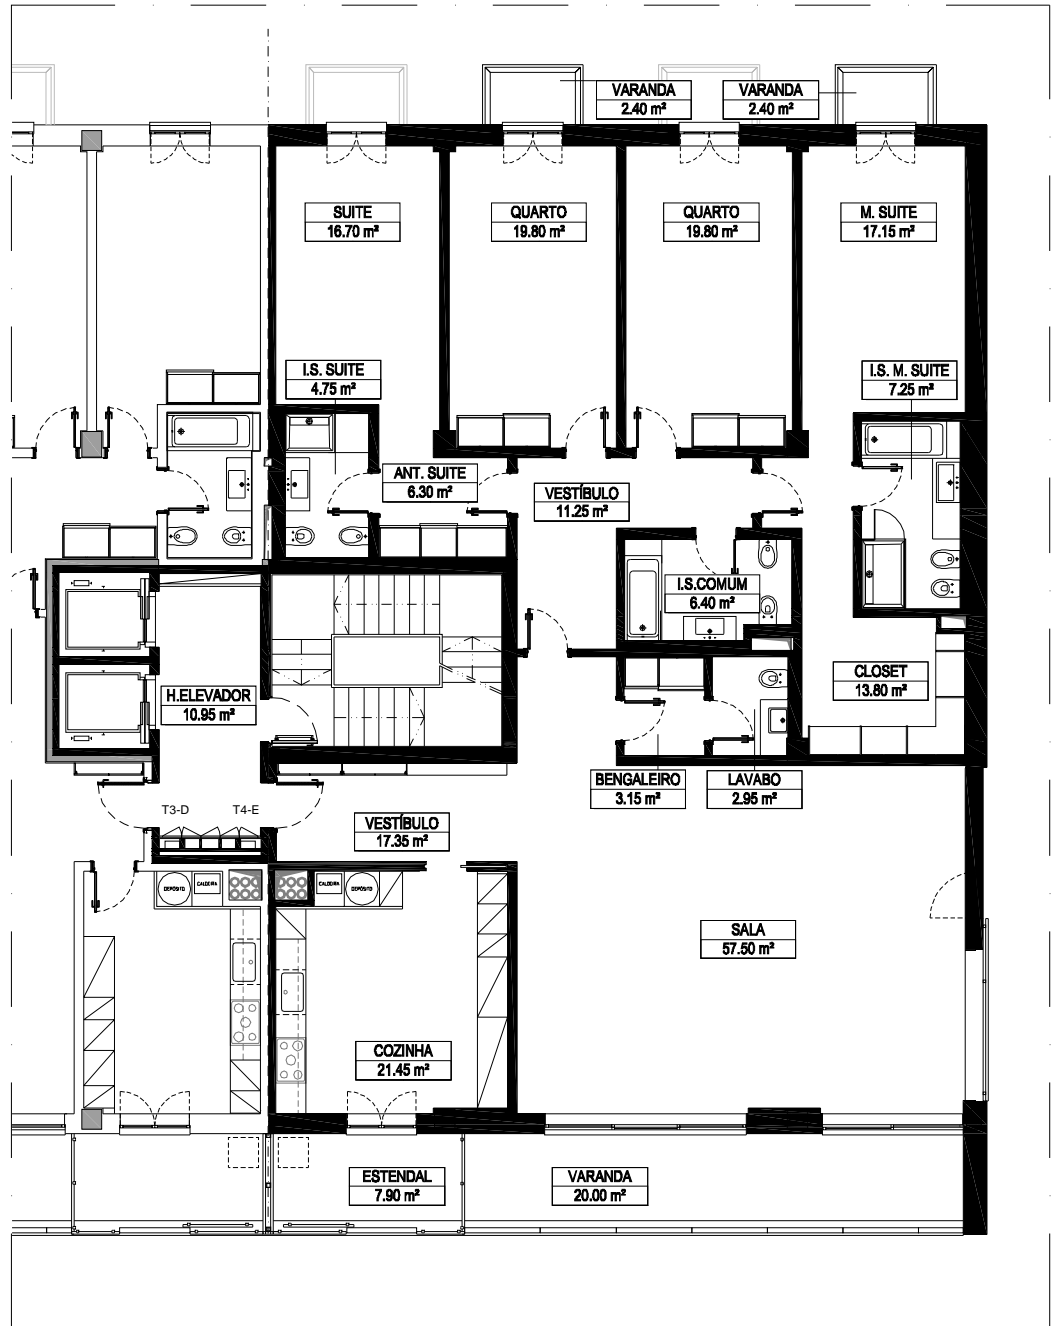 VARANDA
2.40 m²
VARANDA
2.40 m²
SUITE
16.70 m²
QUARTO
19.80 m²
QUARTO
19.80 m²
M. SUITE
17.15 m²
I.S. SUITE
4.75 m²
I.S. M. SUITE
7.25 m²
ANT. SUITE
6.30 m²
VESTÍBULO
11.25 m²
I.S.COMUM
6.40 m²
H.ELEVADOR
10.95 m²
CLOSET
13.80 m²
BENGALEIRO
3.15 m²
LAVABO
2.95 m²
T3-D
T4-E
VESTÍBULO
17.35 m²
DEPÓSITO
CALDEIRA
CALDEIRA
DEPÓSITO
SALA
57.50 m²
COZINHA
21.45 m²
ESTENDAL
7.90 m²
VARANDA
20.00 m²